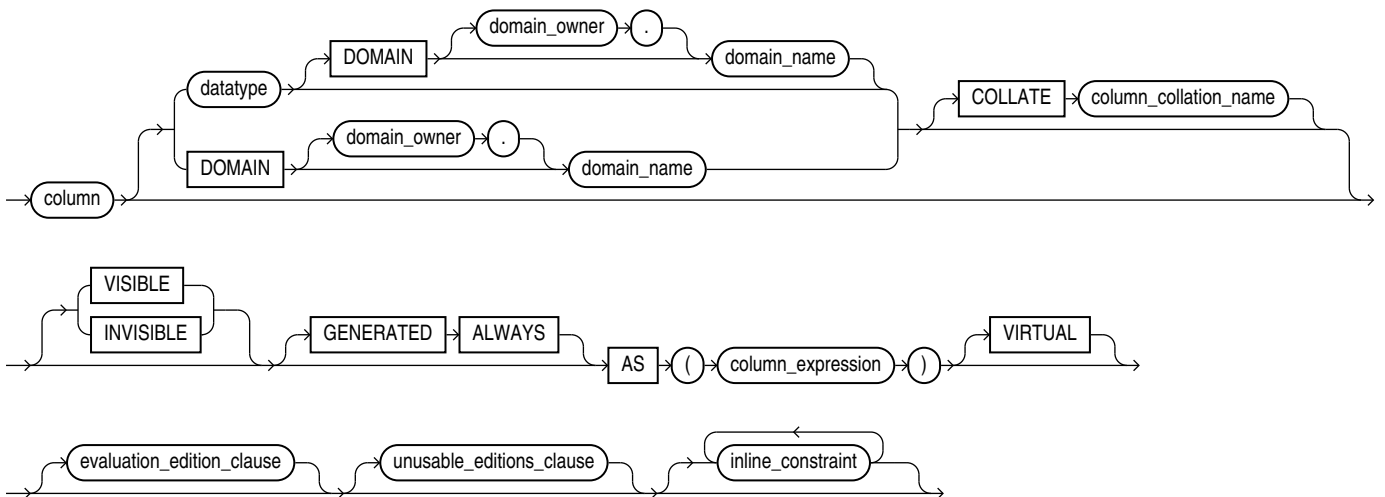 domain_owner .
DOMAIN domain_name
datatype COLLATE column_collation_name
domain_owner .
DOMAIN domain_name
column
VISIBLE
INVISIBLE GENERATED ALWAYS VIRTUAL
AS ( column_expression )
evaluation_edition_clause unusable_editions_clause inline_constraint